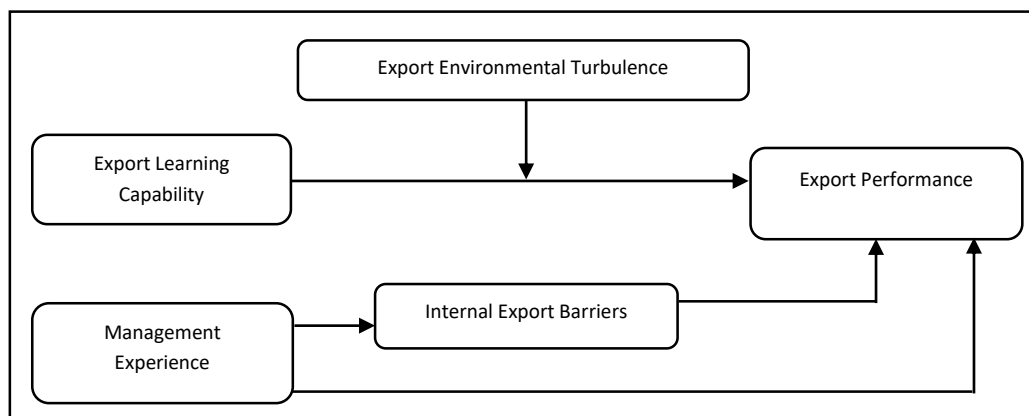 Export Environmental Turbulence
Export Learning
Capability
Export Performance
Internal Export Barriers
Management
Experience